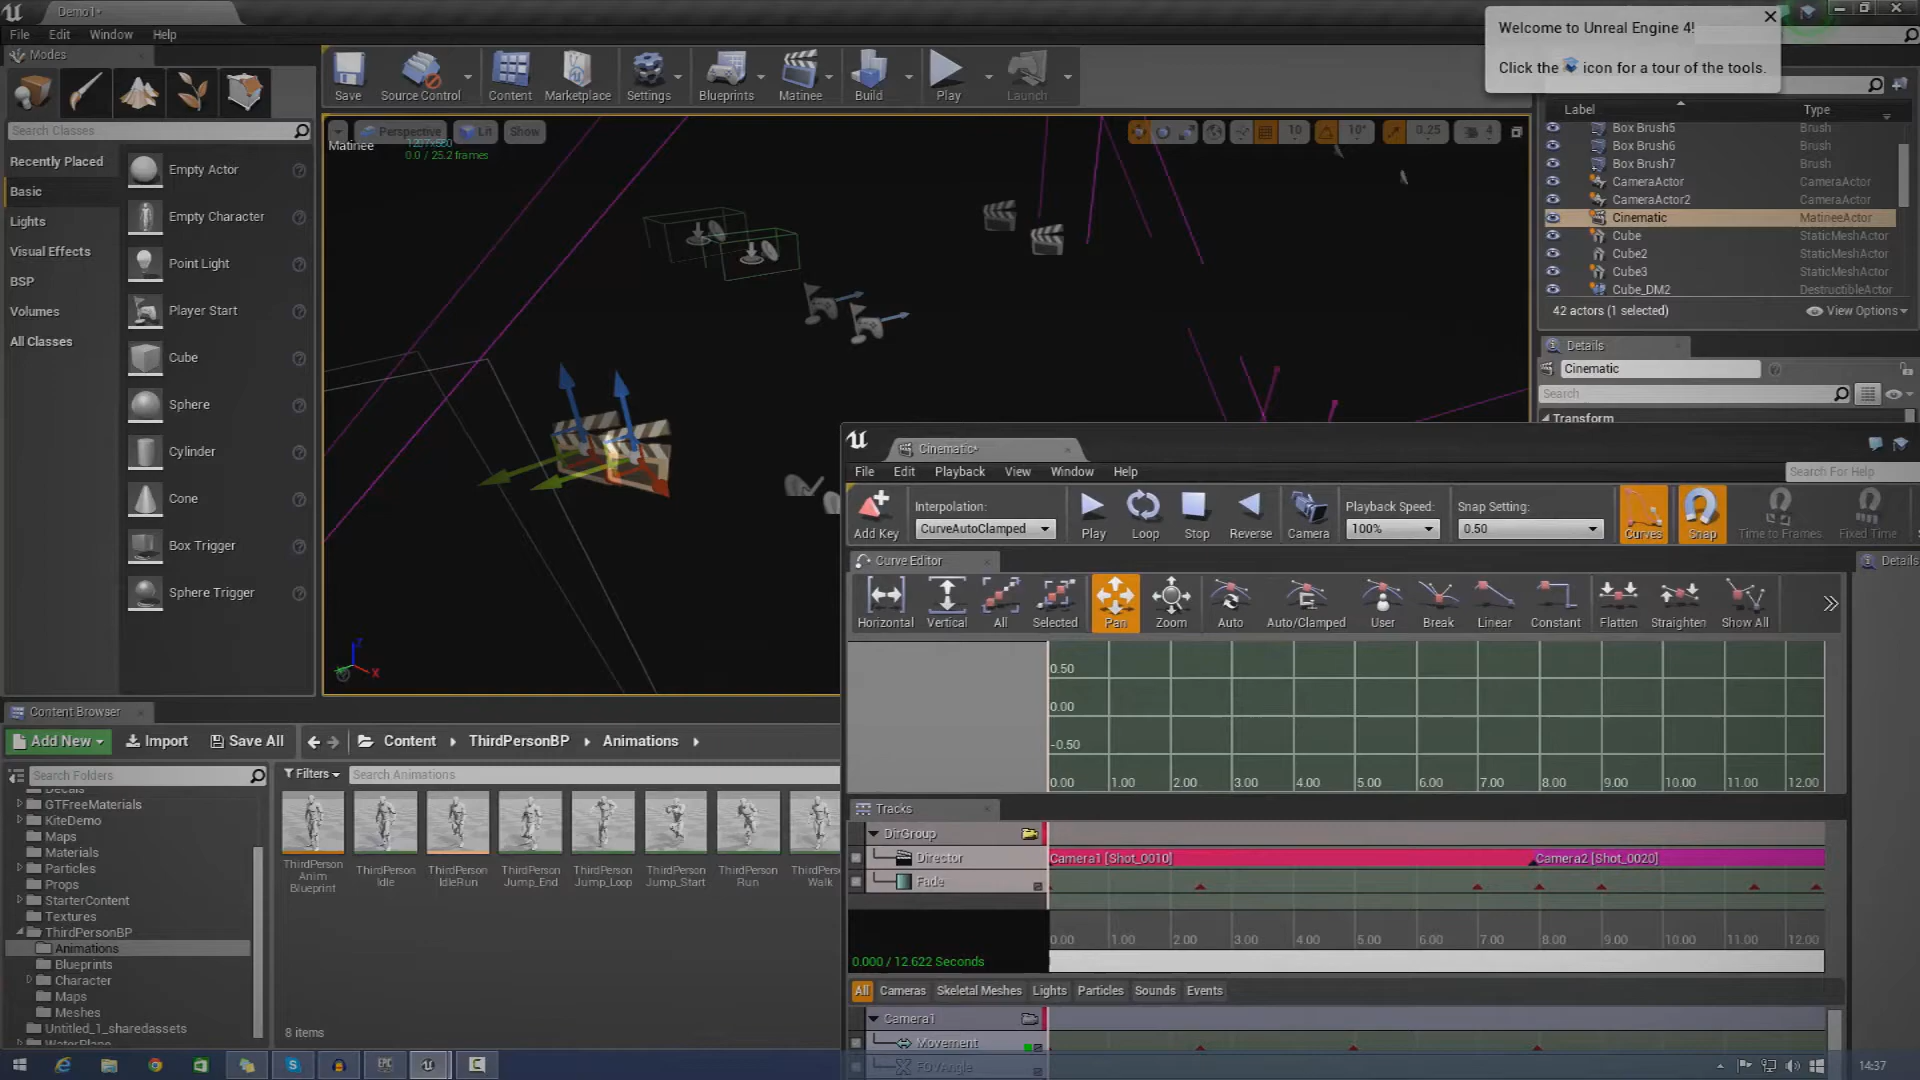 Demo1*
File Edit Window Help
Modes
Search Classes
Recently Placed
Basic
Lights
Visual Effects
BSP
Volumes
All Classes
Empty Actor
Empty Character
Point Light
Player Start
Cube
Sphere
Cylinder
Cone
Box Trigger
Sphere Trigger
Save Source Control Content Marketplace Settings Blueprints Matinee Build Play Launch
Perspective Lit Show
Matinee
0.0 / 25.2 frames
10 10° 0.25 4
Welcome to Unreal Engine 4!
Click the icon for a tour of the tools.
Label Type
Box Brush5 Brush
Box Brush6 Brush
Box Brush7 Brush
CameraActor CameraActor
CameraActor2 CameraActor
Cinematic MatineeActor
Cube StaticMeshActor
Cube2 StaticMeshActor
Cube3 StaticMeshActor
Cube_DM2 DestructibleActor
42 actors (1 selected) View Options
Details
Cinematic
Search
Transform
Cinematic*
File Edit Playback View Window Help
Search For Help
Add Key
Interpolation:
CurveAutoClamped
Play Loop Stop Reverse Camera
Playback Speed:
100%
Snap Setting:
0.50
Curves Snap Time to Frames Fixed Time
Curve Editor
Details
Horizontal Vertical All Selected Pan Zoom Auto Auto/Clamped User Break Linear Constant Flatten Straighten Show All
0.50
0.00
-0.50
0.00 1.00 2.00 3.00 4.00 5.00 6.00 7.00 8.00 9.00 10.00 11.00 12.00
Tracks
DirGroup
Director
Camera1 [Shot_0010] Camera2 [Shot_0020]
Fade
0.00 1.00 2.00 3.00 4.00 5.00 6.00 7.00 8.00 9.00 10.00 11.00 12.00
0.000 / 12.622 Seconds
All Cameras Skeletal Meshes Lights Particles Sounds Events
Camera1
Movement
FOVAngle
Content Browser
Add New Import Save All Content ThirdPersonBP Animations
Search Folders
Filters Search Animations
Decals
GTFreeMaterials
KiteDemo
Maps
Materials
Particles
Props
StarterContent
Textures
ThirdPersonBP
Animations
Blueprints
Character
Maps
Meshes
Untitled_1_sharedassets
WaterPlane
ThirdPerson Anim Blueprint
ThirdPerson Idle
ThirdPerson IdleRun
ThirdPerson Jump_End
ThirdPerson Jump_Loop
ThirdPerson Jump_Start
ThirdPerson Run
ThirdPerson Walk
8 items
14:37